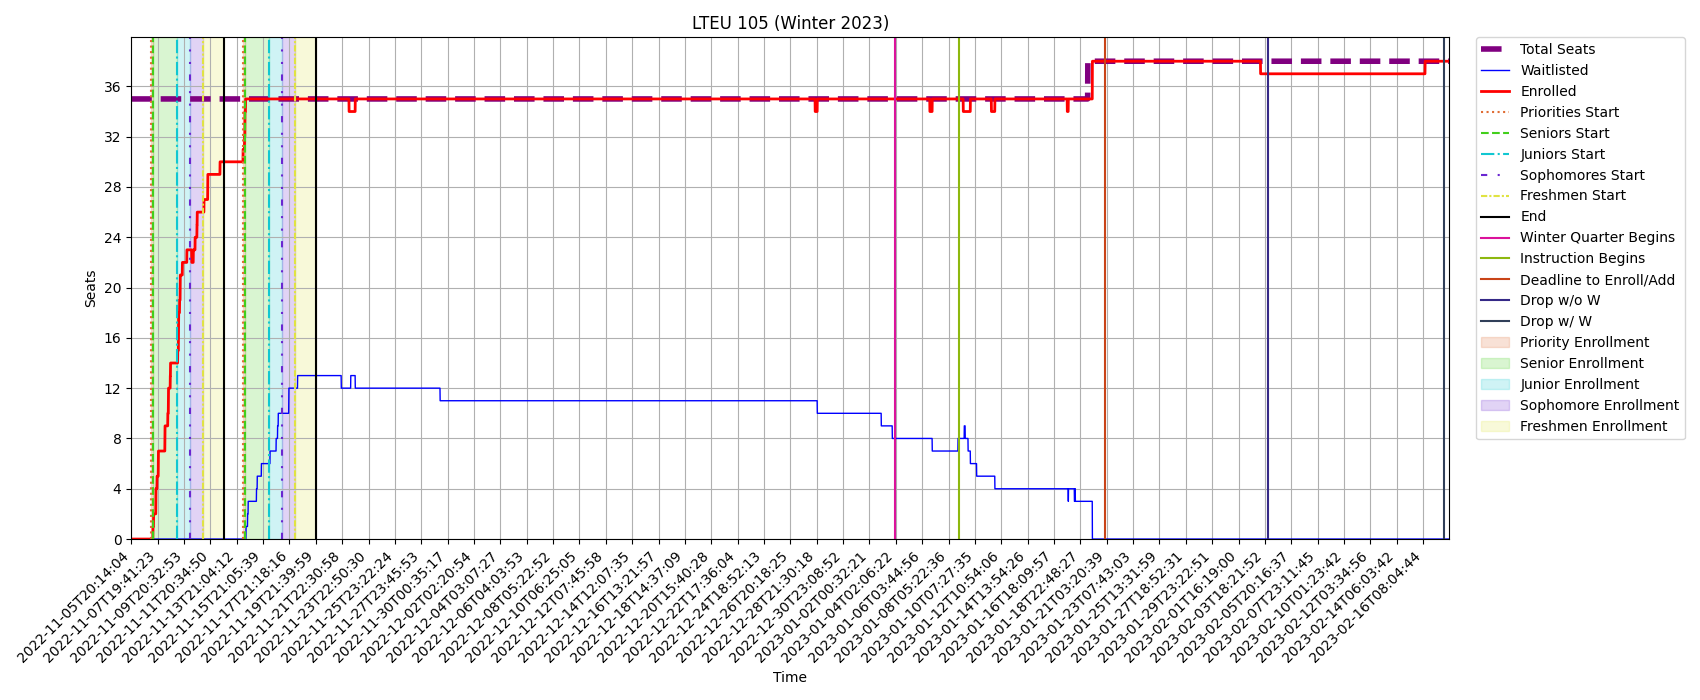 LTEU 105 (Winter 2023)
Seats
36
32
28
24
20
16
12
8
4
0
2022-11-05T20:14:04
2022-11-07T19:41:23
2022-11-09T20:32:53
2022-11-11T20:34:50
2022-11-13T21:04:12
2022-11-15T21:05:39
2022-11-17T21:18:16
2022-11-19T21:39:59
2022-11-21T22:30:58
2022-11-23T22:50:30
2022-11-25T23:22:24
2022-11-27T23:45:53
2022-11-30T00:35:17
2022-12-02T02:20:54
2022-12-04T03:07:27
2022-12-06T04:03:53
2022-12-08T05:22:52
2022-12-10T06:25:05
2022-12-12T07:45:58
2022-12-14T12:07:35
2022-12-16T13:21:57
2022-12-18T14:37:09
2022-12-20T15:40:28
2022-12-22T17:36:04
2022-12-24T18:52:13
2022-12-26T20:18:25
2022-12-28T21:30:18
2022-12-30T23:08:52
2023-01-02T00:32:21
2023-01-04T02:06:22
2023-01-06T03:44:56
2023-01-08T05:22:36
2023-01-10T07:27:35
2023-01-12T10:54:06
2023-01-14T13:54:26
2023-01-16T18:09:57
2023-01-18T22:48:27
2023-01-21T03:20:39
2023-01-23T07:43:03
2023-01-25T13:31:59
2023-01-27T18:52:31
2023-01-29T23:22:51
2023-02-01T16:19:00
2023-02-03T18:21:52
2023-02-05T20:16:37
2023-02-07T23:11:45
2023-02-10T01:23:42
2023-02-12T03:34:56
2023-02-14T06:03:42
2023-02-16T08:04:44
Time
Total Seats
Waitlisted
Enrolled
Priorities Start
Seniors Start
Juniors Start
Sophomores Start
Freshmen Start
End
Winter Quarter Begins
Instruction Begins
Deadline to Enroll/Add
Drop w/o W
Drop w/ W
Priority Enrollment
Senior Enrollment
Junior Enrollment
Sophomore Enrollment
Freshmen Enrollment